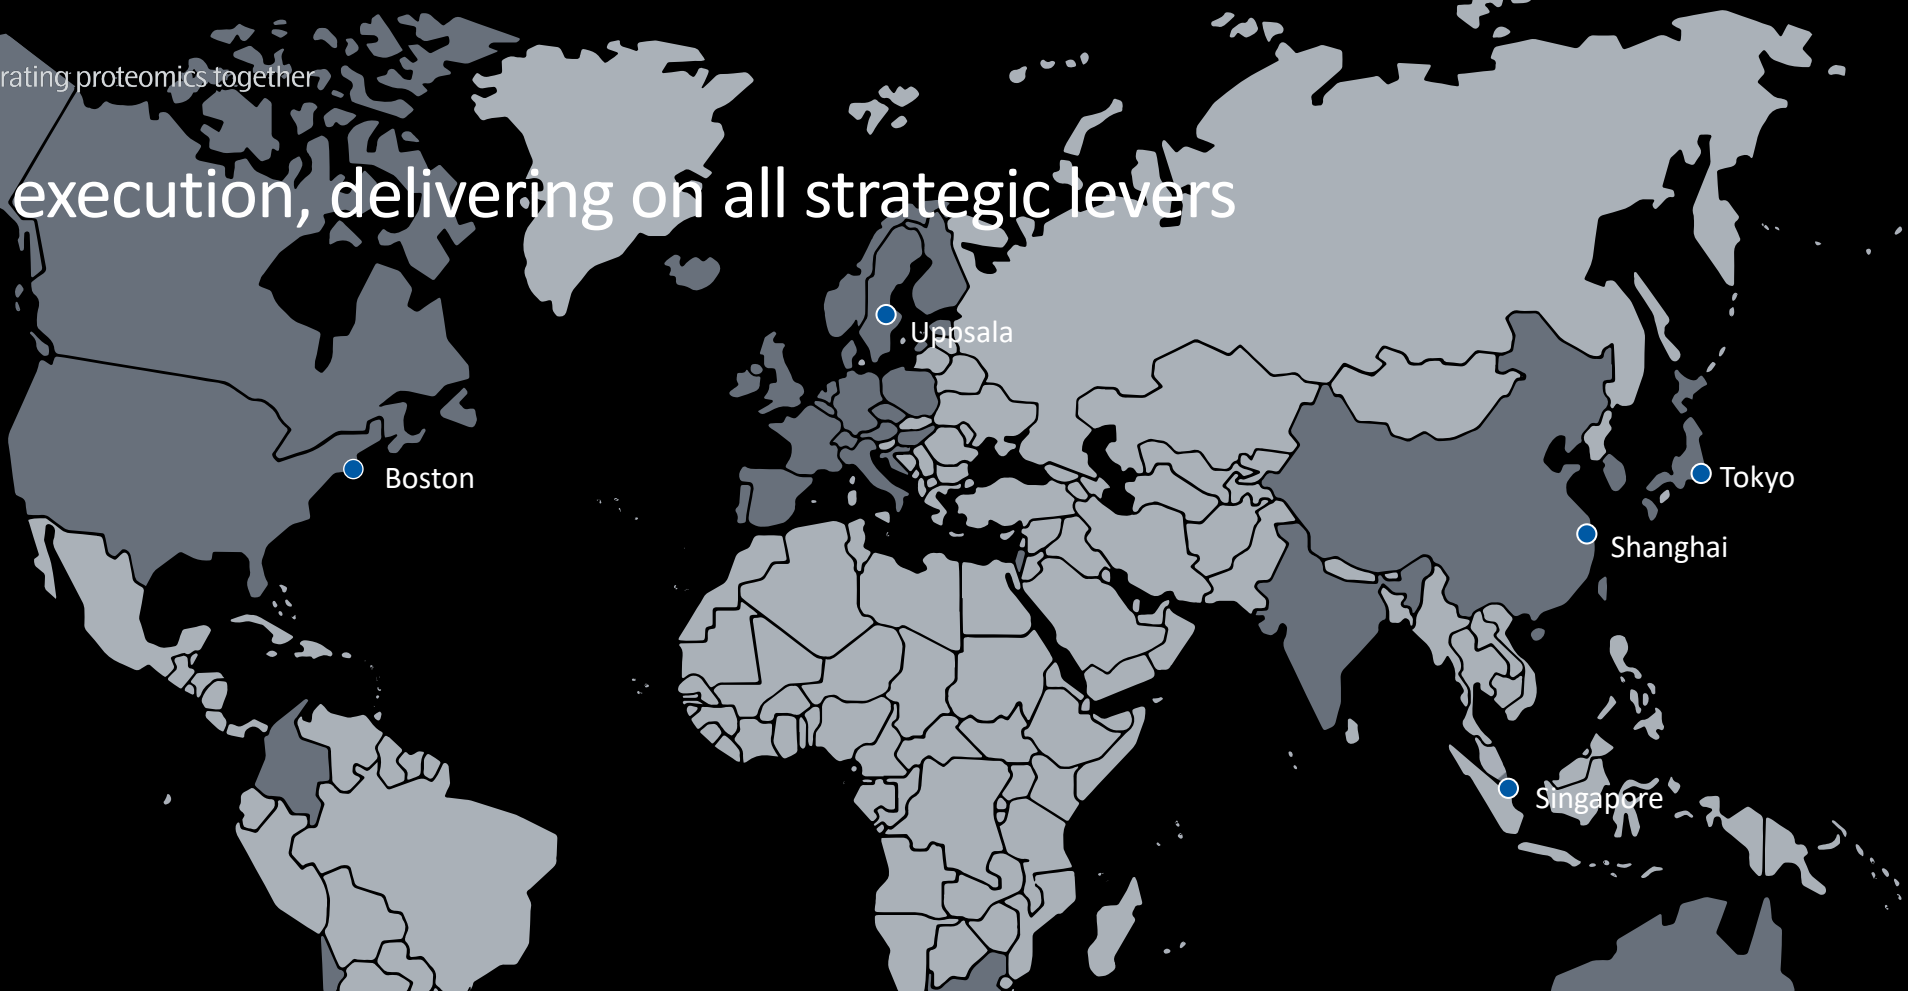 rating proteomics together
execution, delivering on all strategic levers
Uppsala
Boston
Tokyo
Shanghai
Singapore